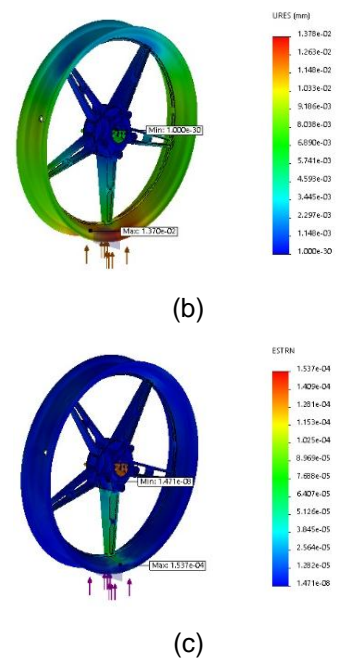 URES (mm)
1.378e-02
1.263e-02
1.148e-02
1.033e-02
9.186e-03
8.038e-03
6.890e-03
5.741e-03
4.593e-03
3.445e-03
2.297e-03
1.148e-03
1.000e-30
Min: 1.000e-30
Max: 1.370e-02
(b)
ESTRN
1.537e-04
1.409e-04
1.281e-04
1.153e-04
1.025e-04
8.969e-05
7.688e-05
6.407e-05
5.126e-05
3.845e-05
2.564e-05
1.282e-05
1.471e-08
Min: 1.471e-08
Max: 1.537e-04
(c)